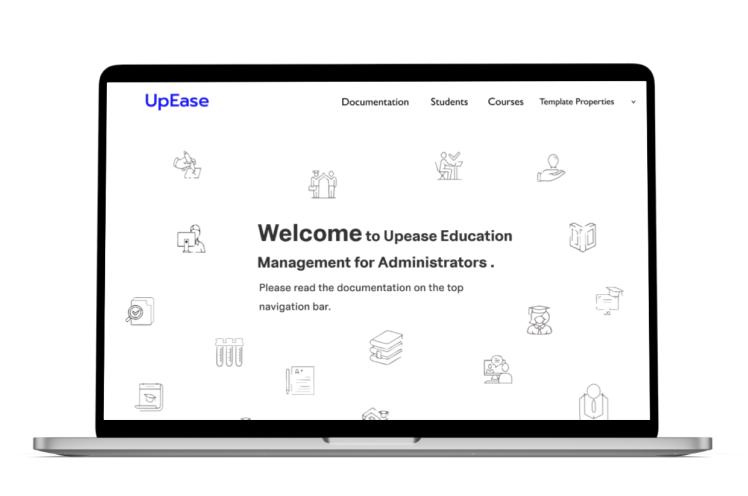 UpEase
Documentation Students Courses Template Properties
Welcome to Upease Education
Management for Administrators .
Please read the documentation on the top
navigation bar.
A+